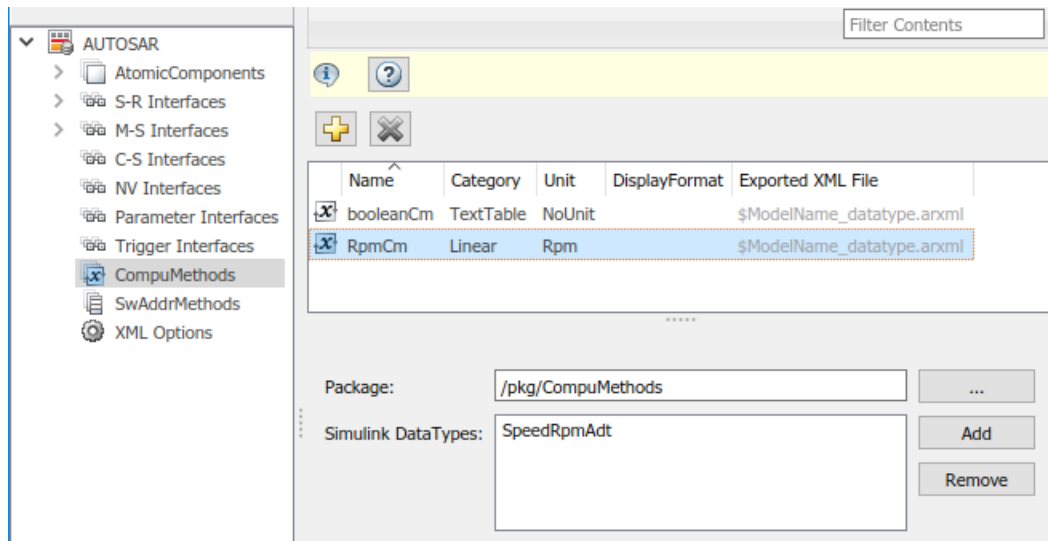 Filter Contents
AUTOSAR
AtomicComponents
S-R Interfaces
M-S Interfaces
C-S Interfaces
NV Interfaces
Parameter Interfaces
Trigger Interfaces
CompuMethods
SwAddrMethods
XML Options
Name Category Unit DisplayFormat Exported XML File
booleanCm TextTable NoUnit $ModelName_datatype.arxml
RpmCm Linear Rpm $ModelName_datatype.arxml
Package: /pkg/CompuMethods ...
Simulink DataTypes: SpeedRpmAdt Add
Remove